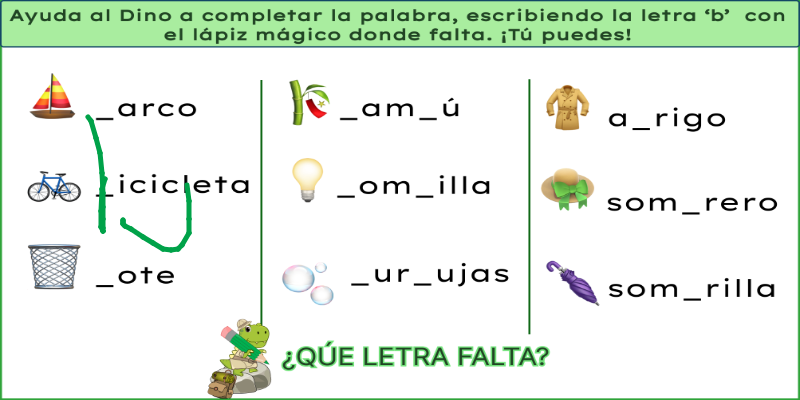 Ayuda al Dino a completar la palabra, escribiendo la letra ‘b’ con
el lápiz mágico donde falta. ¡Tú puedes!
_arco
_icicleta
_ote
_am_ú
_om_illa
_ur_ujas
a_rigo
som_rero
som_rilla
¿QÚE LETRA FALTA?